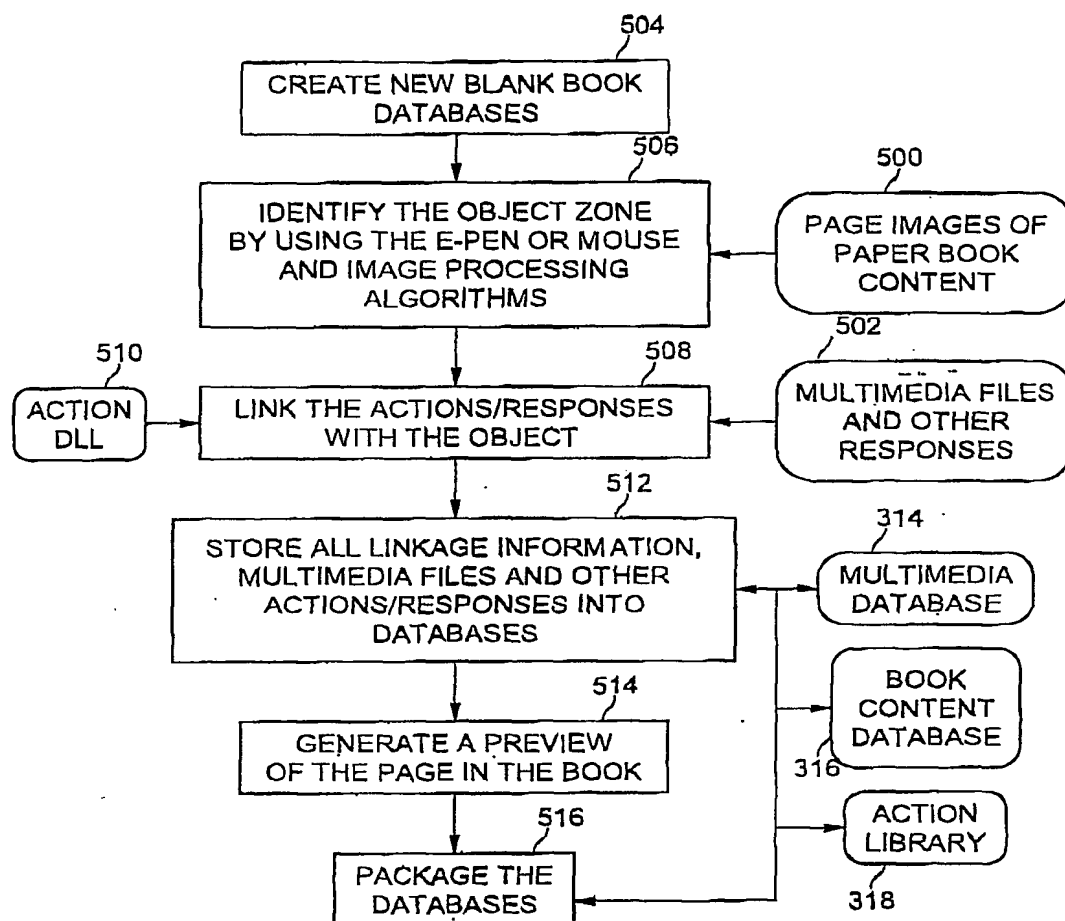 504
CREATE NEW BLANK BOOK
DATABASES
506
IDENTIFY THE OBJECT ZONE
BY USING THE E-PEN OR MOUSE
AND IMAGE PROCESSING
ALGORITHMS
500
PAGE IMAGES OF
PAPER BOOK
CONTENT
510
ACTION
DLL
508
LINK THE ACTIONS/RESPONSES
WITH THE OBJECT
502
MULTIMEDIA FILES
AND OTHER
RESPONSES
512
STORE ALL LINKAGE INFORMATION,
MULTIMEDIA FILES AND OTHER
ACTIONS/RESPONSES INTO
DATABASES
314
MULTIMEDIA
DATABASE
BOOK
CONTENT
DATABASE
316
514
GENERATE A PREVIEW
OF THE PAGE IN THE BOOK
ACTION
LIBRARY
318
516
PACKAGE THE
DATABASES